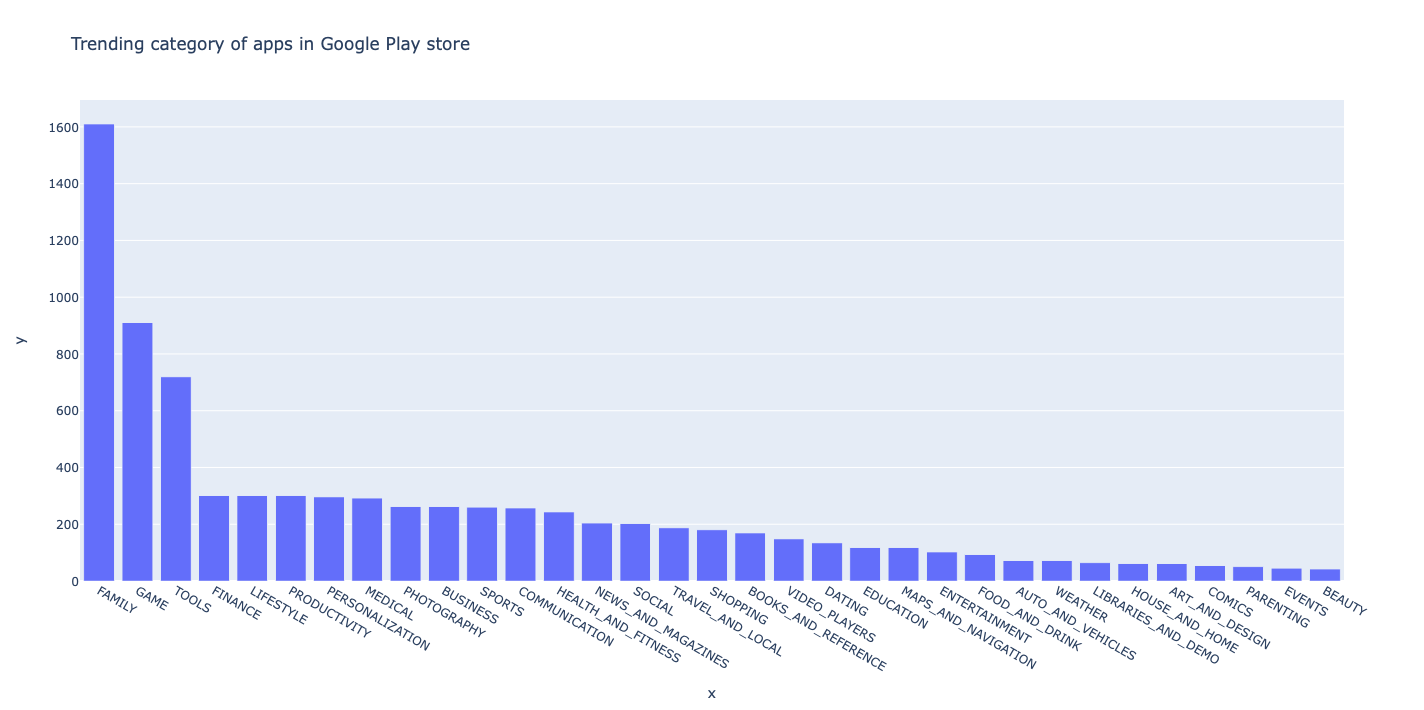 Trending category of apps in Google Play store
1600
1400
1200
1000
800
600
400
200
0
y
FAMILY
GAME
TOOLS
FINANCE
LIFESTYLE
PRODUCTIVITY
PERSONALIZATION
MEDICAL
PHOTOGRAPHY
BUSINESS
SPORTS
COMMUNICATION
HEALTH_AND_FITNESS
NEWS_AND_MAGAZINES
SOCIAL
TRAVEL_AND_LOCAL
SHOPPING
BOOKS_AND_REFERENCE
VIDEO_PLAYERS
DATING
EDUCATION
MAPS_AND_NAVIGATION
ENTERTAINMENT
FOOD_AND_DRINK
AUTO_AND_VEHICLES
WEATHER
LIBRARIES_AND_DEMO
HOUSE_AND_HOME
ART_AND_DESIGN
COMICS
PARENTING
EVENTS
BEAUTY
x